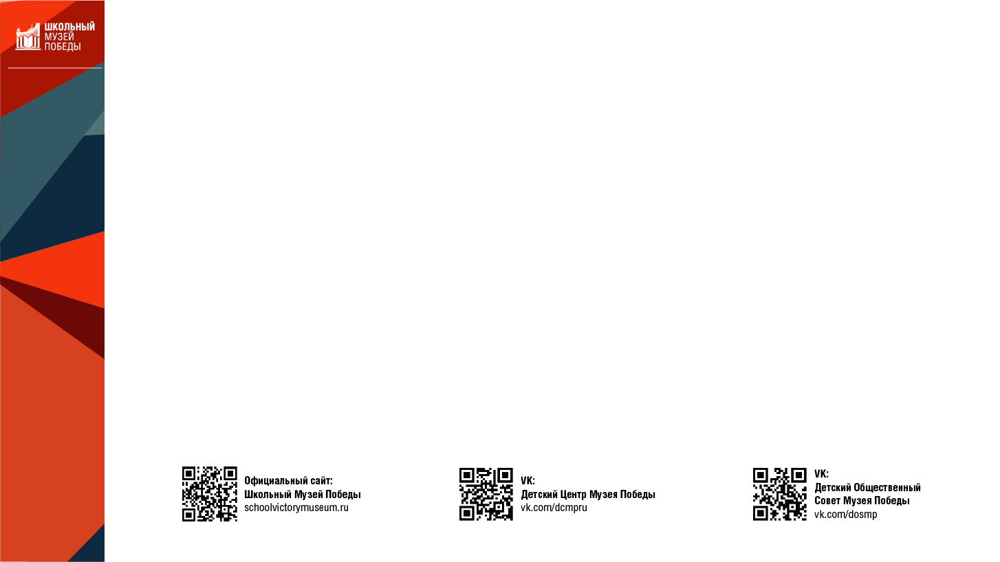 ШКОЛЬНЫЙ
МУЗЕЙ
ПОБЕДЫ
Официальный сайт:
Школьный Музей Победы
schoolvictorymuseum.ru
VK:
Детский Центр Музея Победы
vk.com/dcmpru
VK:
Детский Общественный
Совет Музея Победы
vk.com/dosmp